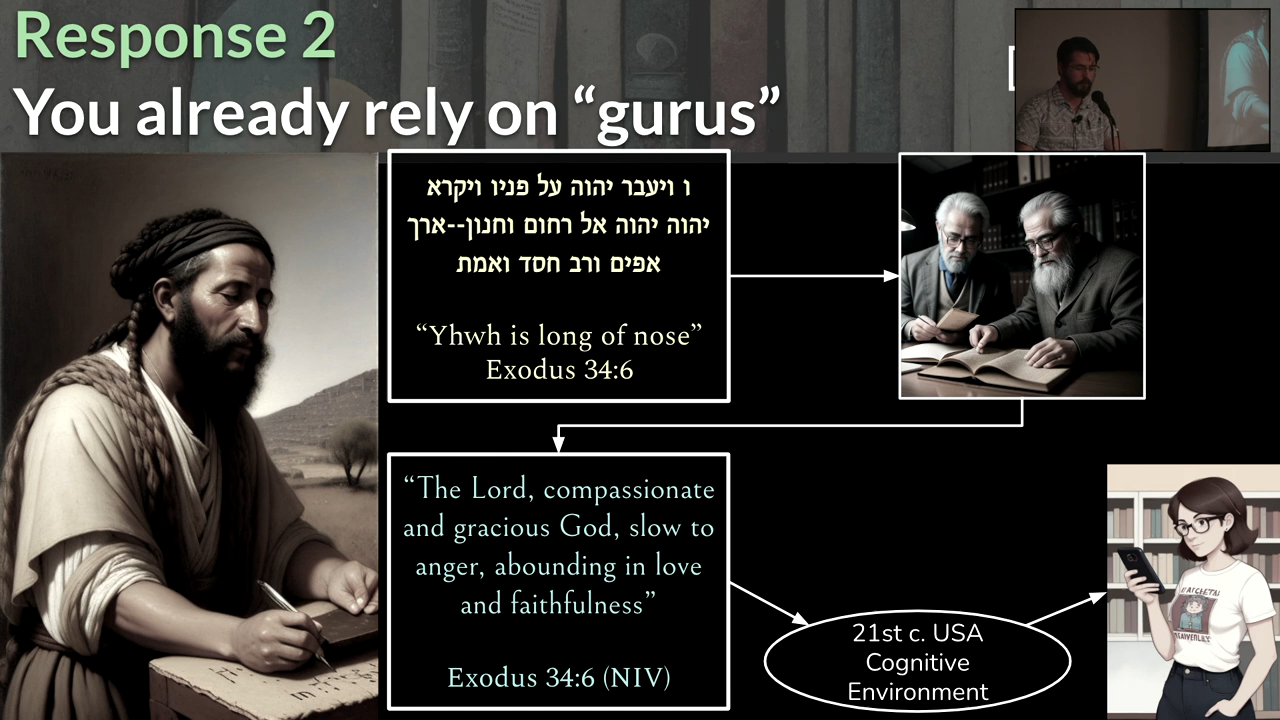 Response 2
You already rely on “gurus”
ו ויעבר יהוה על פניו ויקרא
יהוה יהוה אל רחום וחנון--ארך
אפים ורב חסד ואמת
“Yhwh is long of nose”
Exodus 34:6
“The Lord, compassionate
and gracious God, slow to
anger, abounding in love
and faithfulness”
Exodus 34:6 (NIV)
21st c. USA
Cognitive
Environment